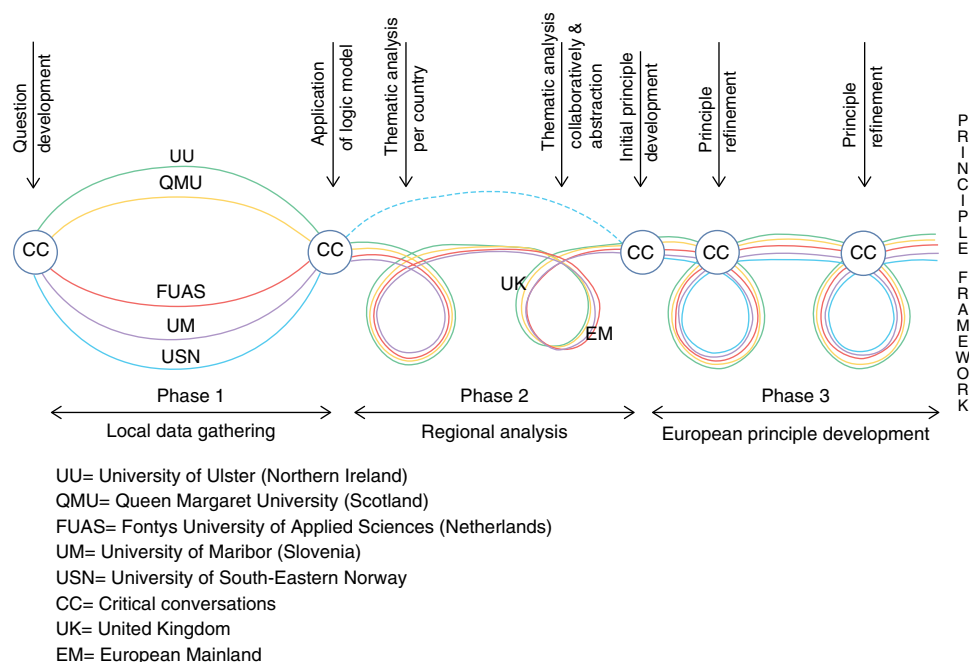 Question
development
Application
of logic model
Thematic analysis
per country
Thematic analysis
collaboratively &
abstraction
Initial principle
development
Principle
refinement
Principle
refinement
UU
QMU
CC
CC
CC
CC
CC
FUAS
UM
USN
UK
EM
PRINCIPLE FRAMEWORK
Phase 1
Phase 2
Phase 3
Local data gathering
Regional analysis
European principle development
UU= University of Ulster (Northern Ireland)
QMU= Queen Margaret University (Scotland)
FUAS= Fontys University of Applied Sciences (Netherlands)
UM= University of Maribor (Slovenia)
USN= University of South-Eastern Norway
CC= Critical conversations
UK= United Kingdom
EM= European Mainland